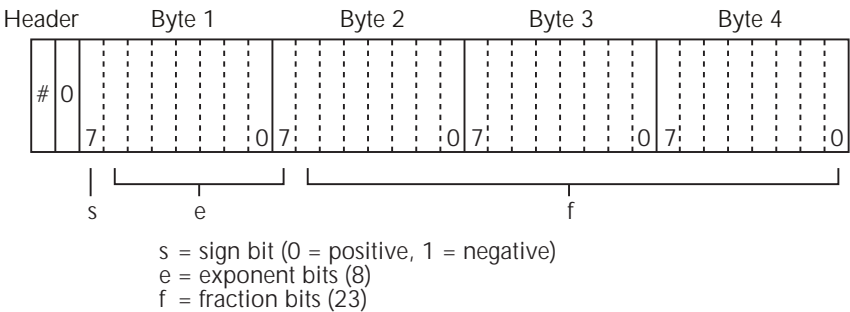 Header Byte 1 Byte 2 Byte 3 Byte 4
# 0
7 0 7 0 7 0 7 0
s e f
s = sign bit (0 = positive, 1 = negative)
e = exponent bits (8)
f = fraction bits (23)